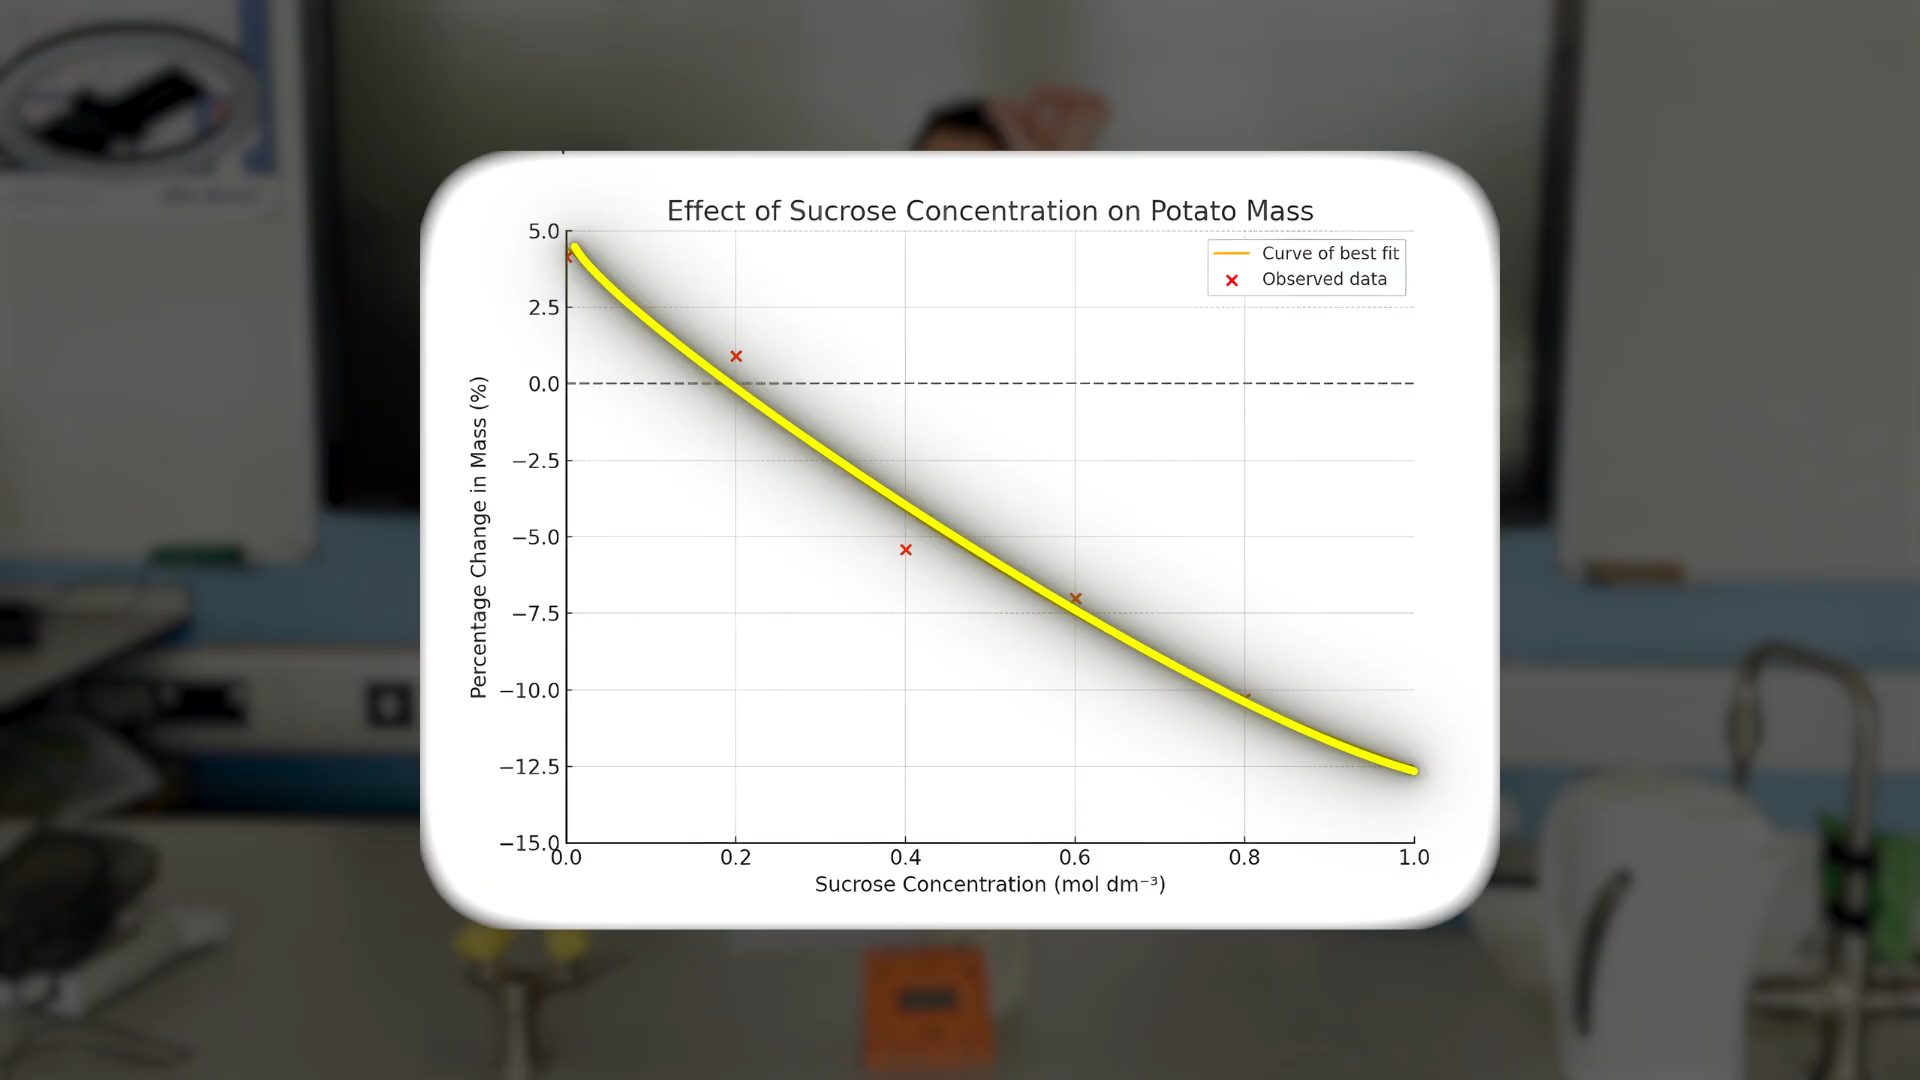 Effect of Sucrose Concentration on Potato Mass
Curve of best fit
Observed data
Percentage Change in Mass (%)
5.0
2.5
0.0
−2.5
−5.0
−7.5
−10.0
−12.5
−15.0
0.0 0.2 0.4 0.6 0.8 1.0
Sucrose Concentration (mol dm⁻³)